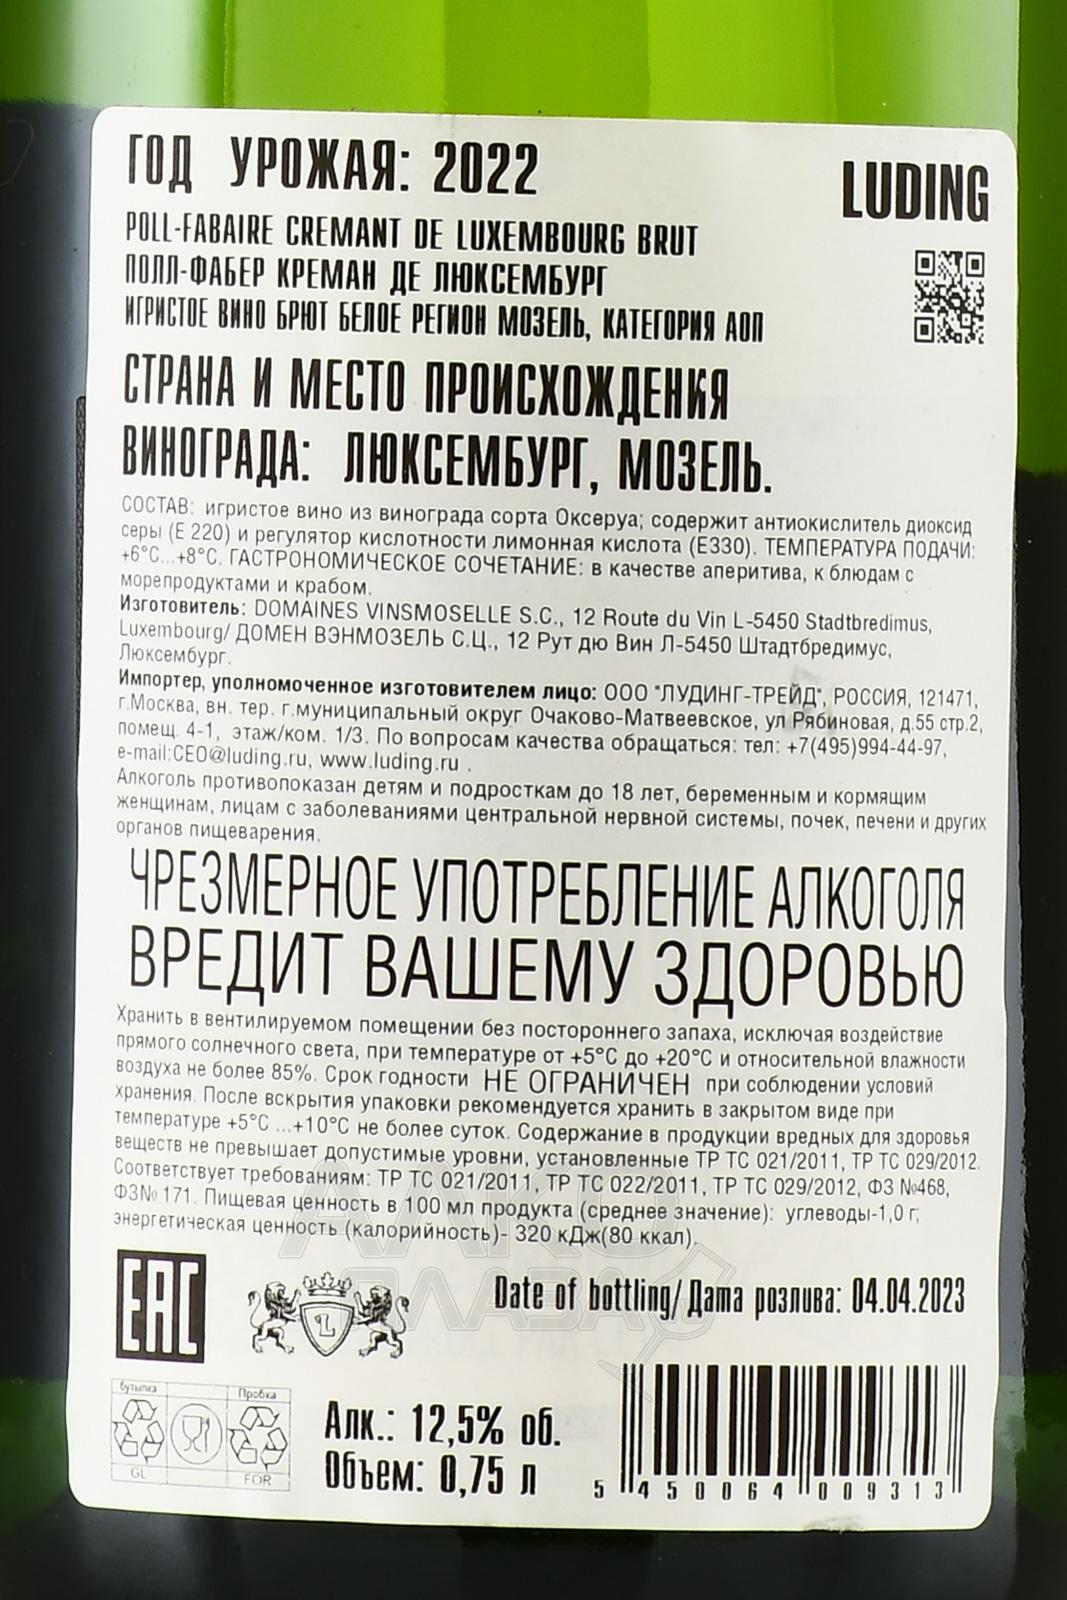 ГОД УРОЖАЯ: 2022
LUDING
POLL-FABAIRE CREMANT DE LUXEMBOURG BRUT
ПОЛЛ-ФАБЕР КРЕМАН ДЕ ЛЮКСЕМБУРГ
ИГРИСТОЕ ВИНО БРЮТ БЕЛОЕ РЕГИОН МОЗЕЛЬ, КАТЕГОРИЯ АОП
СТРАНА И МЕСТО ПРОИСХОЖДЕНИЯ
ВИНОГРАДА: ЛЮКСЕМБУРГ, МОЗЕЛЬ.
СОСТАВ: игристое вино из винограда сорта Оксеруа; содержит антиокислитель диоксид
серы (Е 220) и регулятор кислотности лимонная кислота (Е330). ТЕМПЕРАТУРА ПОДАЧИ:
+6°С...+8°С. ГАСТРОНОМИЧЕСКОЕ СОЧЕТАНИЕ: в качестве аперитива, к блюдам с
морепродуктами и крабом.
Изготовитель: DOMAINES VINSMOSELLE S.C., 12 Route du Vin L-5450 Stadtbredimus,
Luxembourg/ ДОМЕН ВЭНМОЗЕЛЬ С.Ц., 12 Рут дю Вин Л-5450 Штадтбредимус,
Люксембург.
Импортер, уполномоченное изготовителем лицо: ООО "ЛУДИНГ-ТРЕЙД", РОССИЯ, 121471,
г.Москва, вн. тер. г.муниципальный округ Очаково-Матвеевское, ул Рябиновая, д.55 стр.2,
помещ. 4-1, этаж/ком. 1/3. По вопросам качества обращаться: тел: +7(495)994-44-97,
e-mail:CEO@luding.ru, www.luding.ru .
Алкоголь противопоказан детям и подросткам до 18 лет, беременным и кормящим
женщинам, лицам с заболеваниями центральной нервной системы, почек, печени и других
органов пищеварения.
ЧРЕЗМЕРНОЕ УПОТРЕБЛЕНИЕ АЛКОГОЛЯ
ВРЕДИТ ВАШЕМУ ЗДОРОВЬЮ
Хранить в вентилируемом помещении без постороннего запаха, исключая воздействие
прямого солнечного света, при температуре от +5°С до +20°С и относительной влажности
воздуха не более 85%. Срок годности НЕ ОГРАНИЧЕН при соблюдении условий
хранения. После вскрытия упаковки рекомендуется хранить в закрытом виде при
температуре +5°С ...+10°С не более суток. Содержание в продукции вредных для здоровья
веществ не превышает допустимые уровни, установленные ТР ТС 021/2011, ТР ТС 029/2012.
Соответствует требованиям: ТР ТС 021/2011, ТР ТС 022/2011, ТР ТС 029/2012, ФЗ №468,
ФЗ№ 171. Пищевая ценность в 100 мл продукта (среднее значение): углеводы-1,0 г;
энергетическая ценность (калорийность)- 320 кДж(80 ккал).
EAC
L
Date of bottling/ Дата розлива: 04.04.2023
бутылка Пробка
GL FOR
Алк.: 12,5% об.
Объем: 0,75 л
5 450064 009313
АЛКО
СЛАВА